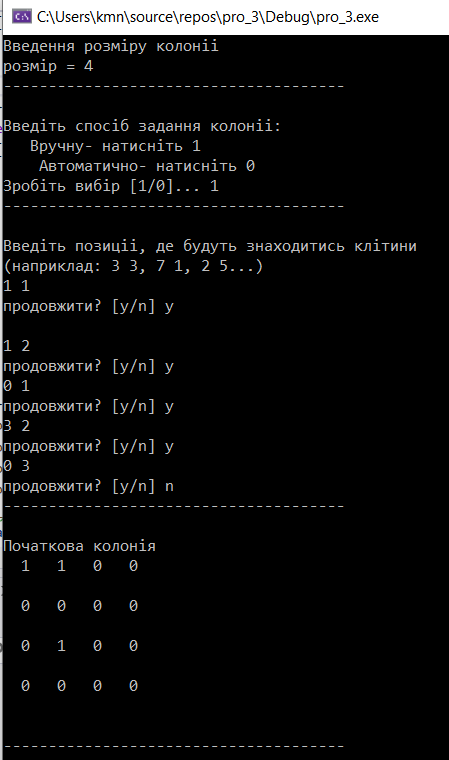 C:\Users\kmn\source\repos\pro_3\Debug\pro_3.exe
Введення розміру колоніі
розмір = 4
--------------------------------------
Введіть спосіб задання колоніі:
Вручну- натисніть 1
Автоматично- натисніть 0
Зробіть вибір [1/0]... 1
--------------------------------------
Введіть позиціі, де будуть знаходитись клітини
(наприклад: 3 3, 7 1, 2 5...)
1 1
продовжити? [y/n] y
1 2
продовжити? [y/n] y
0 1
продовжити? [y/n] y
3 2
продовжити? [y/n] y
0 3
продовжити? [y/n] n
--------------------------------------
Початкова колонія
1 1 0 0
0 0 0 0
0 1 0 0
0 0 0 0
--------------------------------------